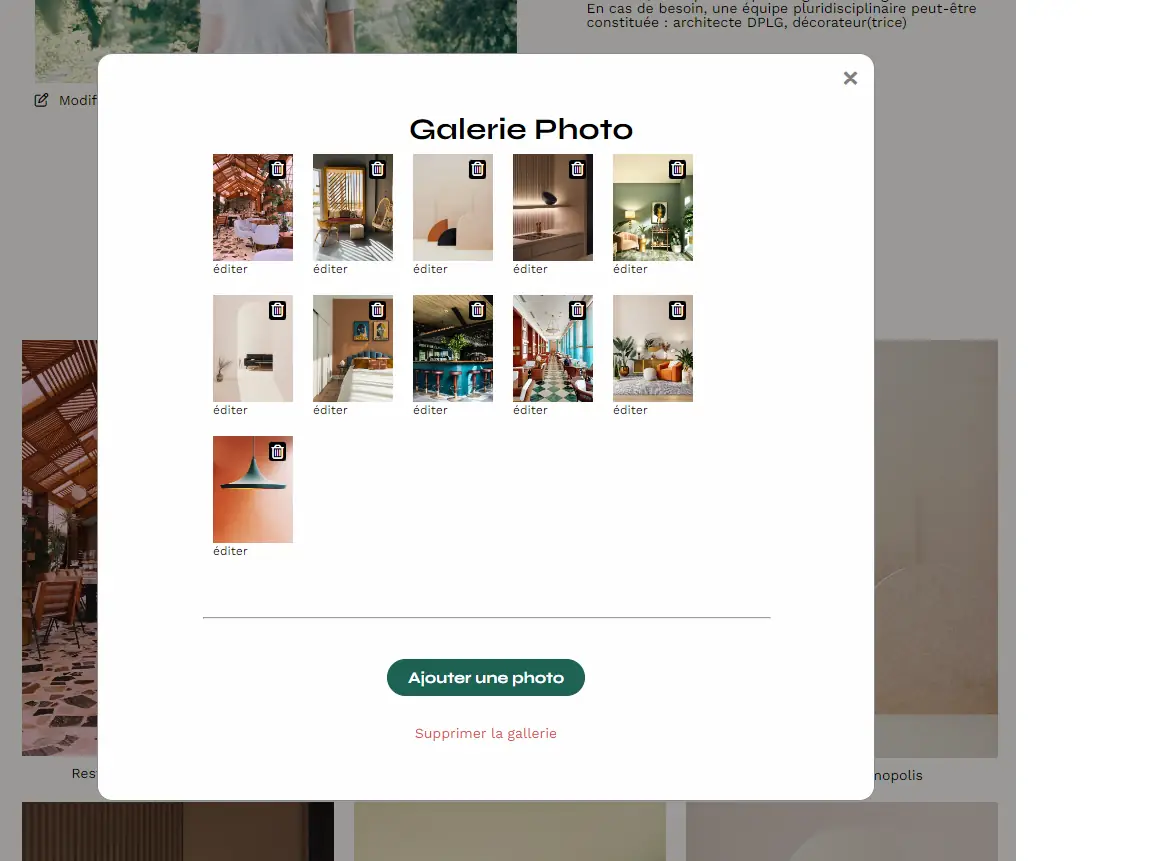 En cas de besoin, une équipe pluridisciplinaire peut-être
constituée : architecte DPLG, décorateur(trice)
Modif
Galerie Photo
éditer éditer éditer éditer éditer
éditer éditer éditer éditer éditer
éditer
Ajouter une photo
Supprimer la gallerie
Res
nopolis